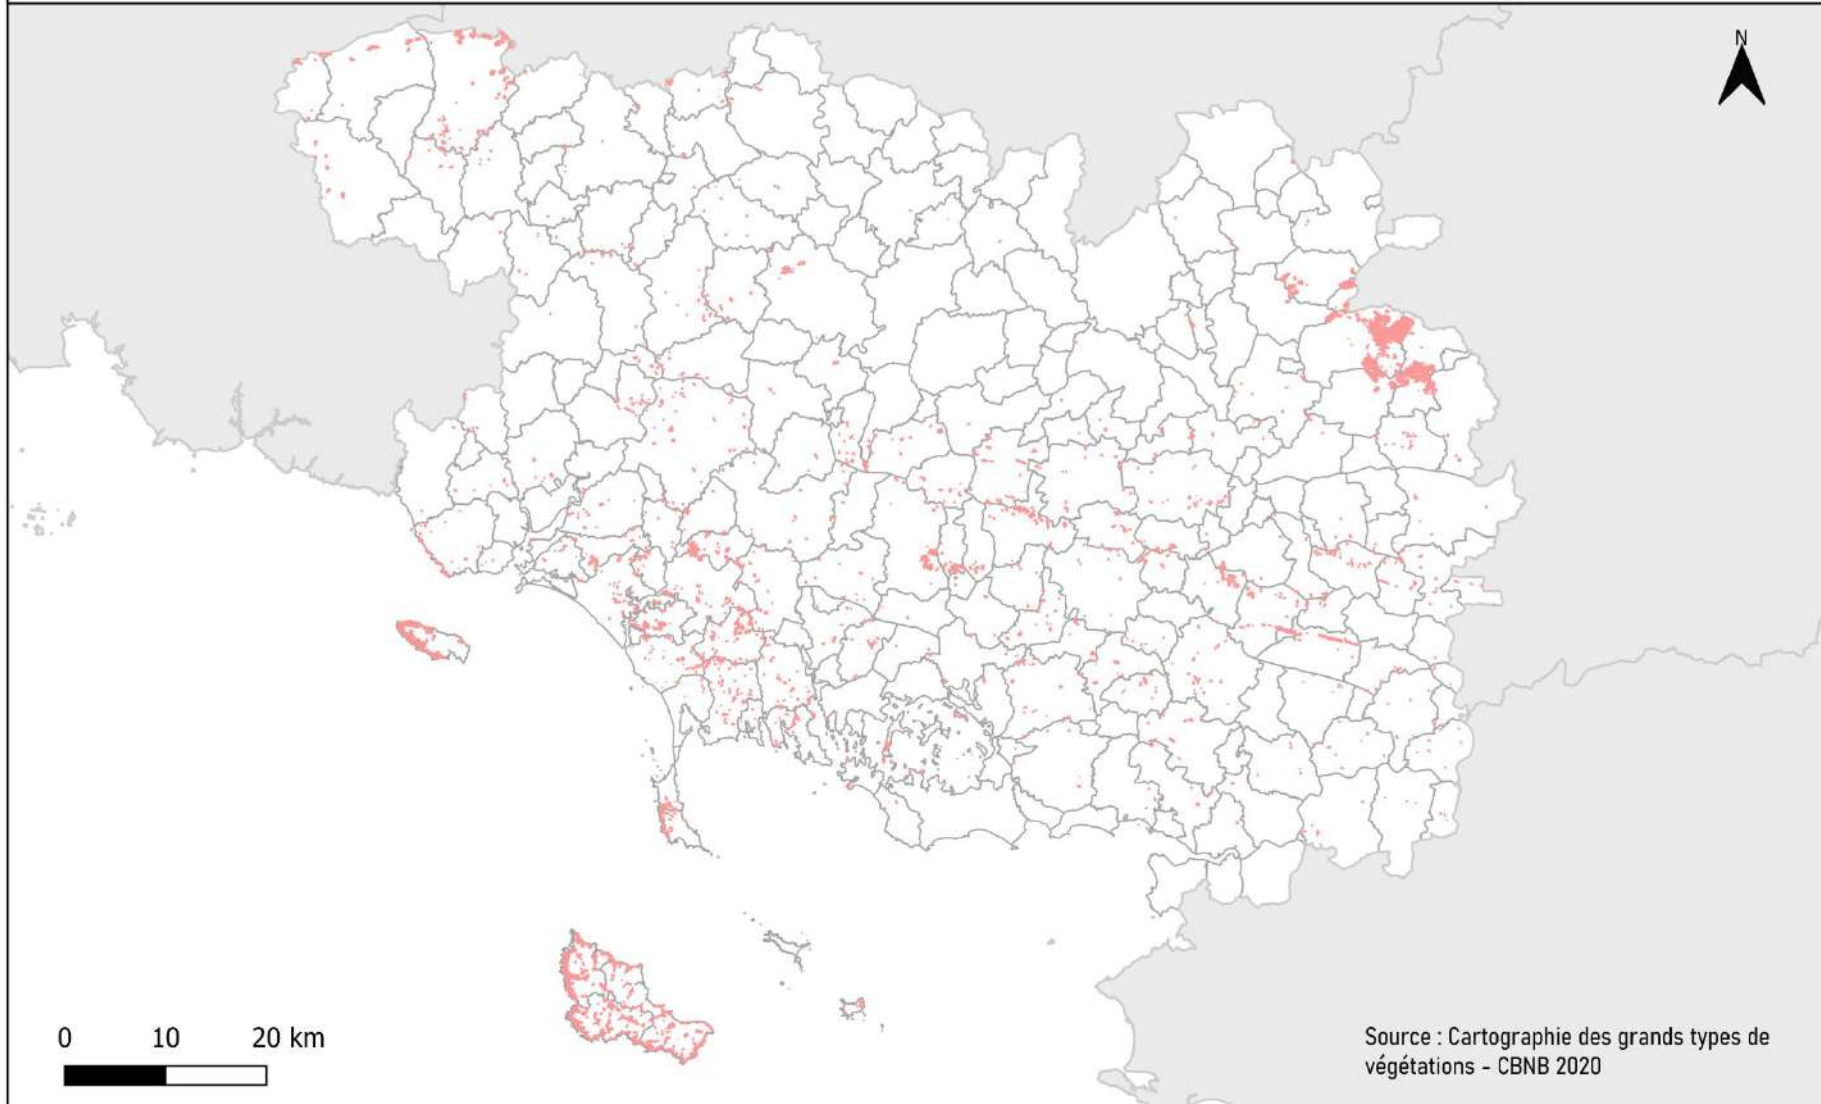 N
0 10 20 km
Source : Cartographie des grands types de
végétations - CBNB 2020